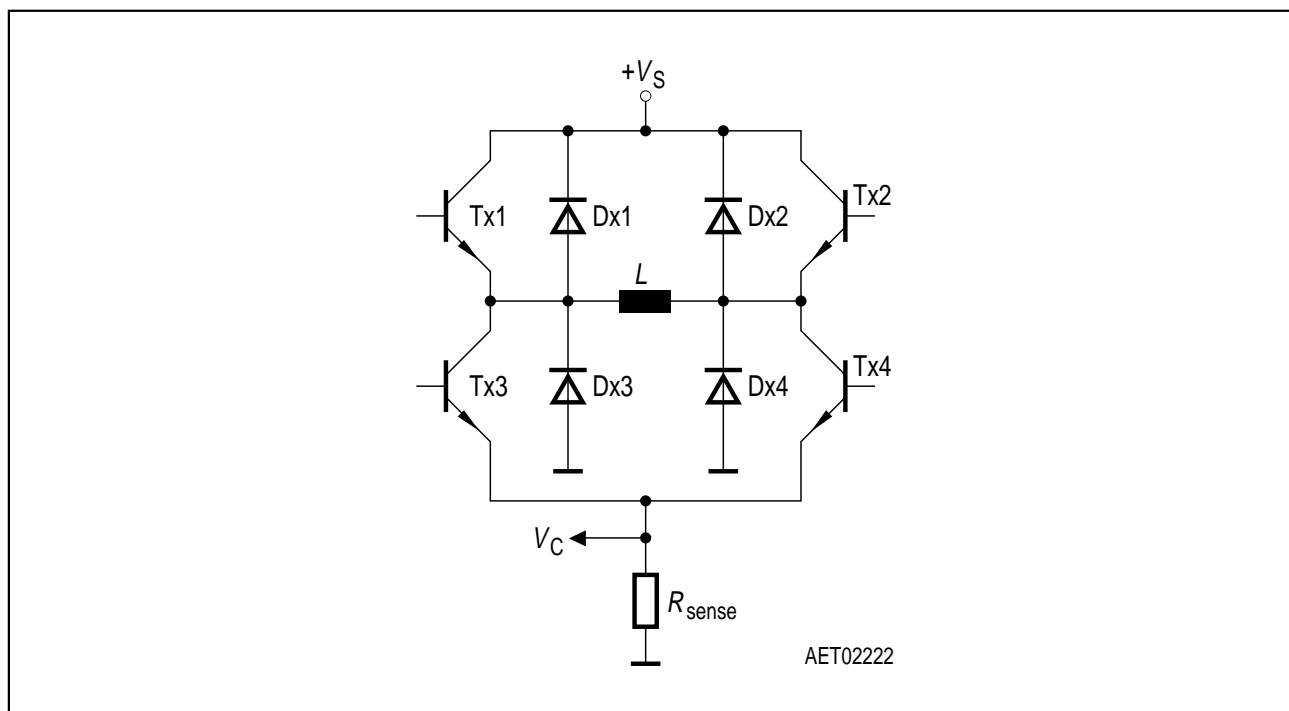 +VS
Tx1
Dx1
Dx2
Tx2
L
Tx3
Dx3
Dx4
Tx4
VC
Rsense
AET02222